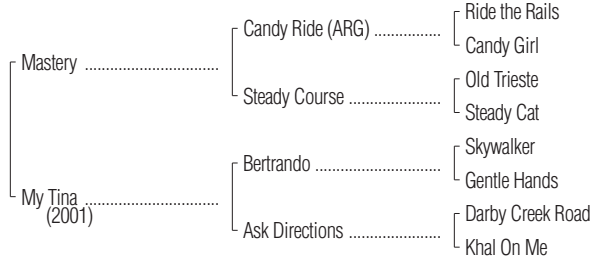 Ride the Rails
Candy Ride (ARG) ..................
Candy Girl
Mastery ....................................
Old Trieste
Steady Course .........................
Steady Cat
Skywalker
Bertrando ..................................
Gentle Hands
My Tina ....................................
(2001)
Darby Creek Road
Ask Directions .........................
Khal On Me